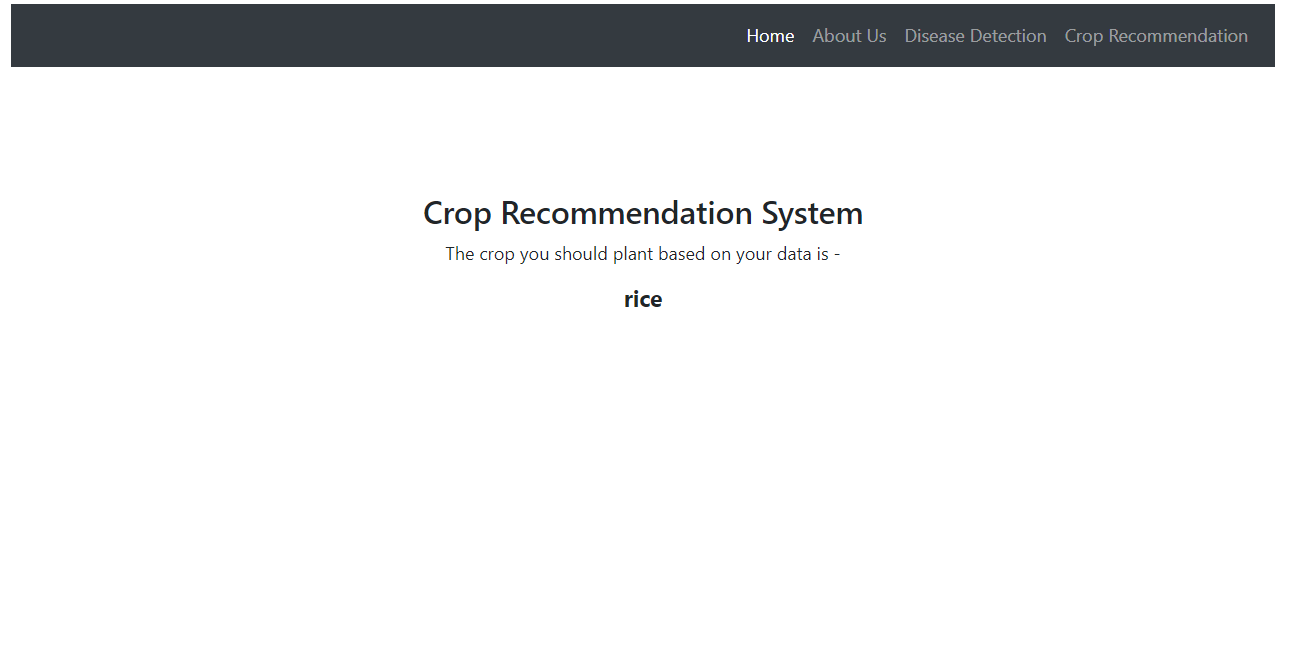 Home About Us Disease Detection Crop Recommendation
Crop Recommendation System
The crop you should plant based on your data is -
rice